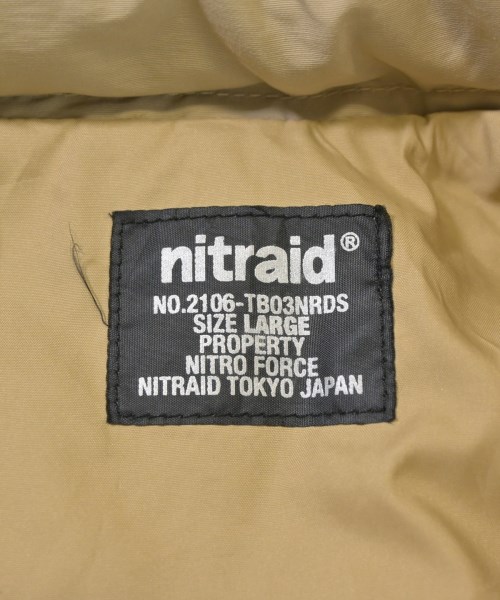 nitraid®
NO.2106-TB03NRDS
SIZE LARGE
PROPERTY
NITRO FORCE
NITRAID TOKYO JAPAN